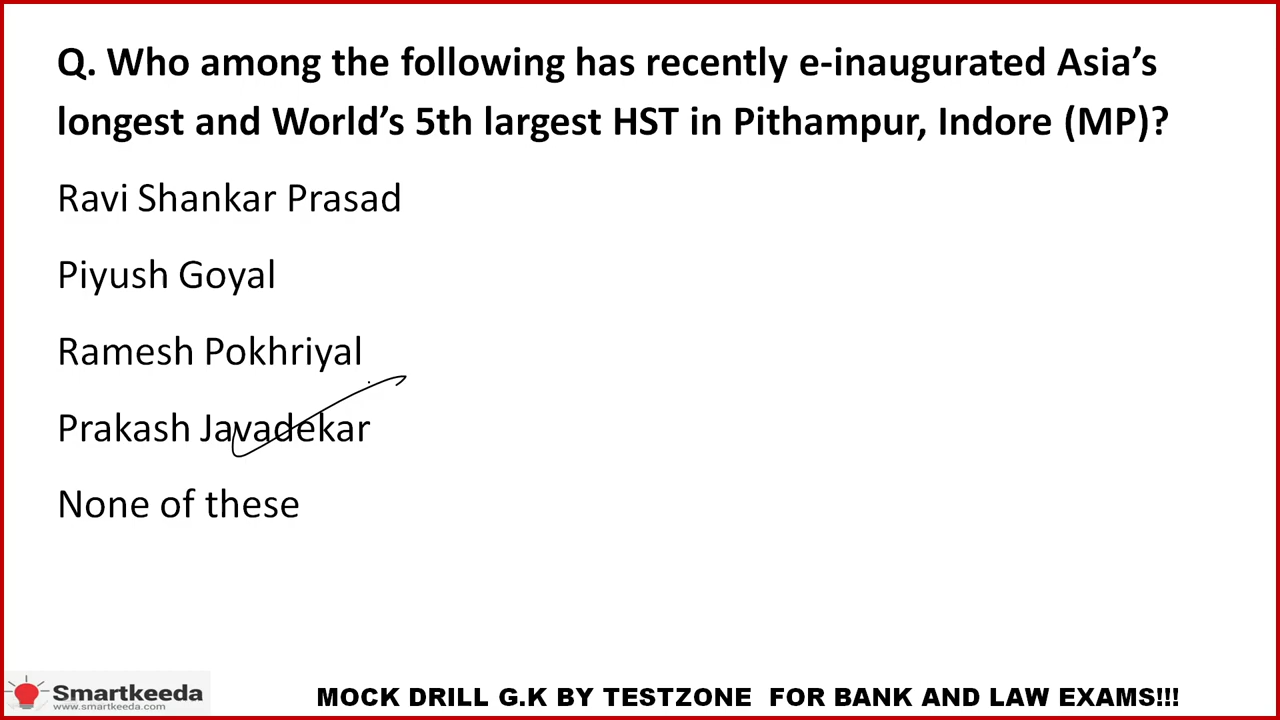 Q. Who among the following has recently e-inaugurated Asia’s
longest and World’s 5th largest HST in Pithampur, Indore (MP)?
Ravi Shankar Prasad
Piyush Goyal
Ramesh Pokhriyal
Prakash Javadekar
None of these
Smartkeeda
www.smartkeeda.com
MOCK DRILL G.K BY TESTZONE FOR BANK AND LAW EXAMS!!!